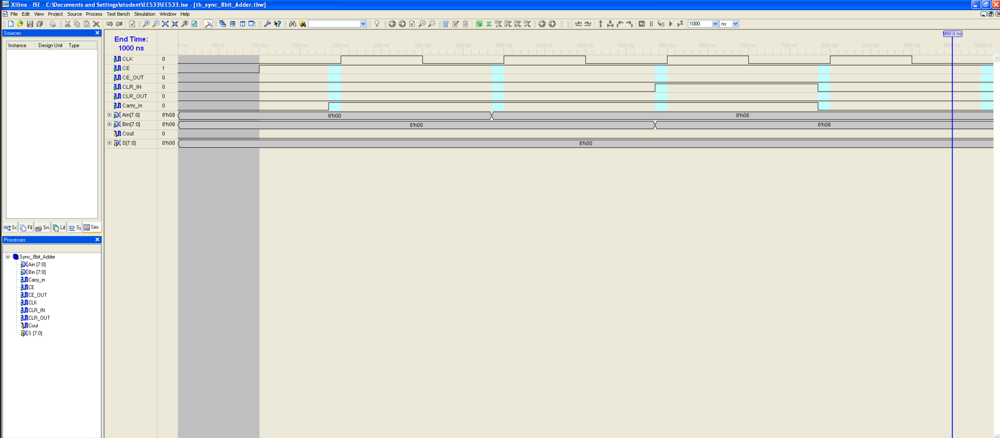 Xilinx - ISE - C:\Documents and Settings\student\EE533\EE533.ise - [tb_sync_8bit_Adder.tbw]
File Edit View Project Source Process Test Bench Simulation Window Help
1000 ns
Sources
Instance Design Unit Type
Sc Fil Sn Lit Sy Sim
Processes
Sync_8bit_Adder
Ain [7:0]
Bin [7:0]
Carry_in
CE
CE_OUT
CLK
CLR_IN
CLR_OUT
Cout
S [7:0]
End Time:
1000 ns
950.0 ns
0 ns 50 ns 100 ns 150 ns 200 ns 250 ns 300 ns 350 ns 400 ns 450 ns 500 ns 550 ns 600 ns 650 ns 700 ns 750 ns 800 ns 850 ns 900 ns 950 ns 1000 ns
CLK 0
CE 1
CE_OUT 0
CLR_IN 0
CLR_OUT 0
Carry_in 0
Ain[7:0] 8'h08 8'h00 8'h08
Bin[7:0] 8'h06 8'h00 8'h06
Cout 0
S[7:0] 8'h00 8'h00